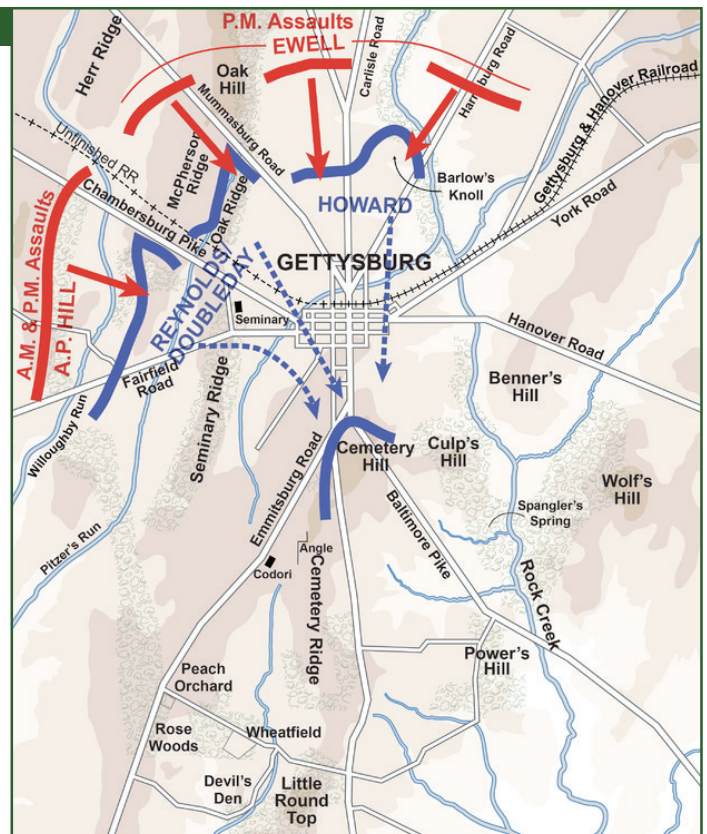 P.M. Assaults
EWELL
Herr Ridge
Oak
Hill
Carlisle Road
Harrisburg Road
Mummasburg Road
Gettysburg & Hanover Railroad
Unfinished RR
McPherson
Ridge
Chambersburg Pike
Oak Ridge
Barlow's
Knoll
York Road
HOWARD
A.M. & P.M. Assaults
A.P. HILL
REYNOLDS/
DOUBLEDAY
GETTYSBURG
Seminary
Hanover Road
Fairfield
Road
Benner's
Hill
Willoughby Run
Seminary Ridge
Cemetery
Hill
Culp's
Hill
Wolf's
Hill
Emmitsburg Road
Baltimore Pike
Spangler's
Spring
Pitzer's Run
Angle
Codori
Cemetery Ridge
Rock Creek
Power's
Hill
Peach
Orchard
Rose
Woods
Wheatfield
Devil's
Den
Little
Round
Top